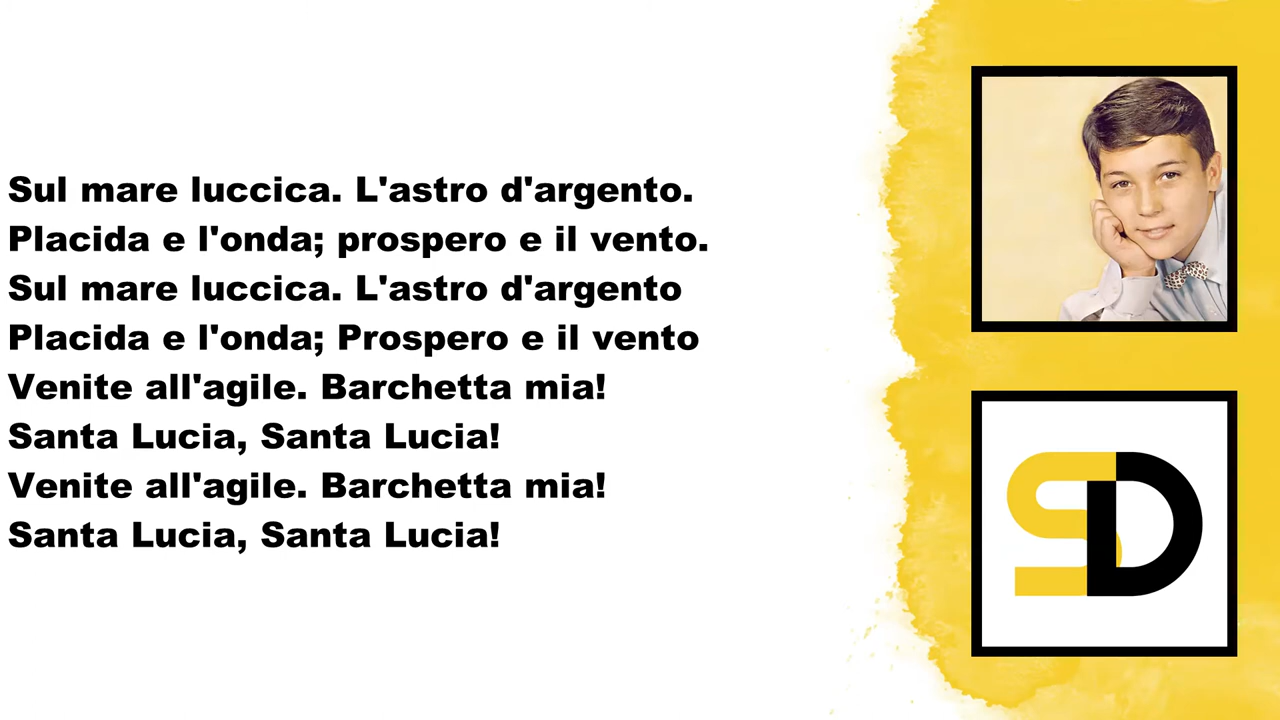 Sul mare luccica. L'astro d'argento.
Placida e l'onda; prospero e il vento.
Sul mare luccica. L'astro d'argento
Placida e l'onda; Prospero e il vento
Venite all'agile. Barchetta mia!
Santa Lucia, Santa Lucia!
Venite all'agile. Barchetta mia!
Santa Lucia, Santa Lucia!
SD